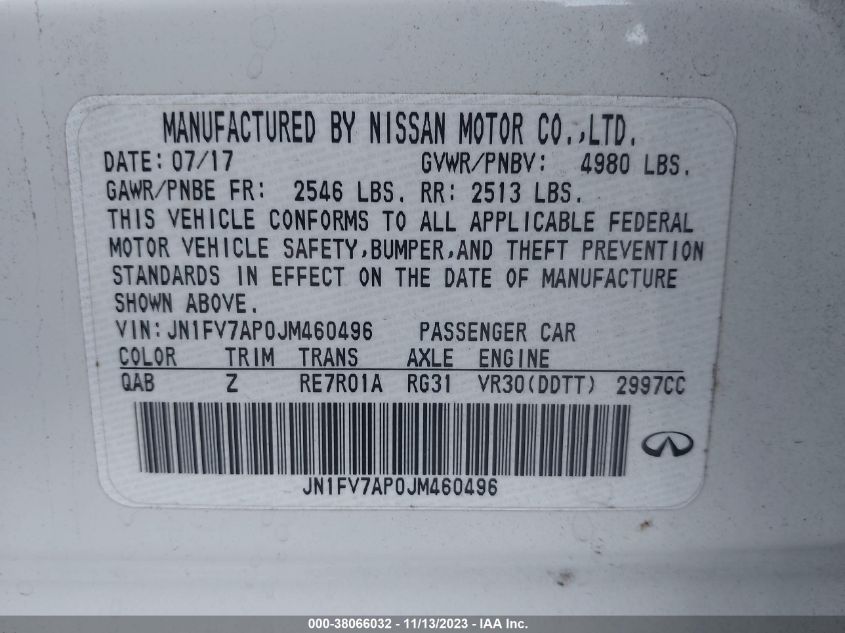 MANUFACTURED BY NISSAN MOTOR CO.,LTD.
DATE: 07/17 GVWR/PNBV: 4980 LBS.
GAWR/PNBE FR: 2546 LBS. RR: 2513 LBS.
THIS VEHICLE CONFORMS TO ALL APPLICABLE FEDERAL
MOTOR VEHICLE SAFETY,BUMPER,AND THEFT PREVENTION
STANDARDS IN EFFECT ON THE DATE OF MANUFACTURE
SHOWN ABOVE.
VIN:JN1FV7AP0JM460496 PASSENGER CAR
COLOR TRIM TRANS AXLE ENGINE
QAB Z RE7R01A RG31 VR30(DDTT) 2997CC
JN1FV7AP0JM460496
000-38066032 - 11/13/2023 - IAA Inc.